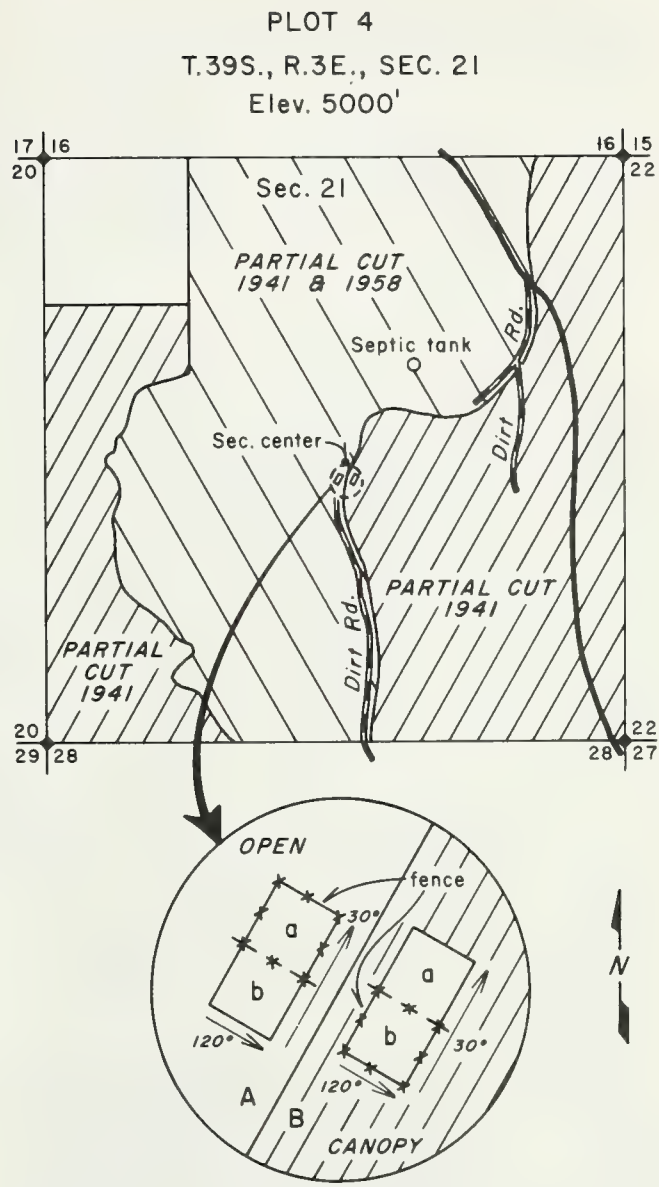 PLOT 4
T.39S., R.3E., SEC. 21
Elev. 5000'
17 16
20
16 15
22
Sec. 21
PARTIAL CUT
1941 & 1958
Rd.
Septic tank
Dirt
Sec. center
PARTIAL CUT
1941
Dirt Rd.
PARTIAL
CUT
1941
20
29 28
22
28 27
OPEN
fence
30°
a
a
b
b
N
120°
30°
120°
A
B
CANOPY